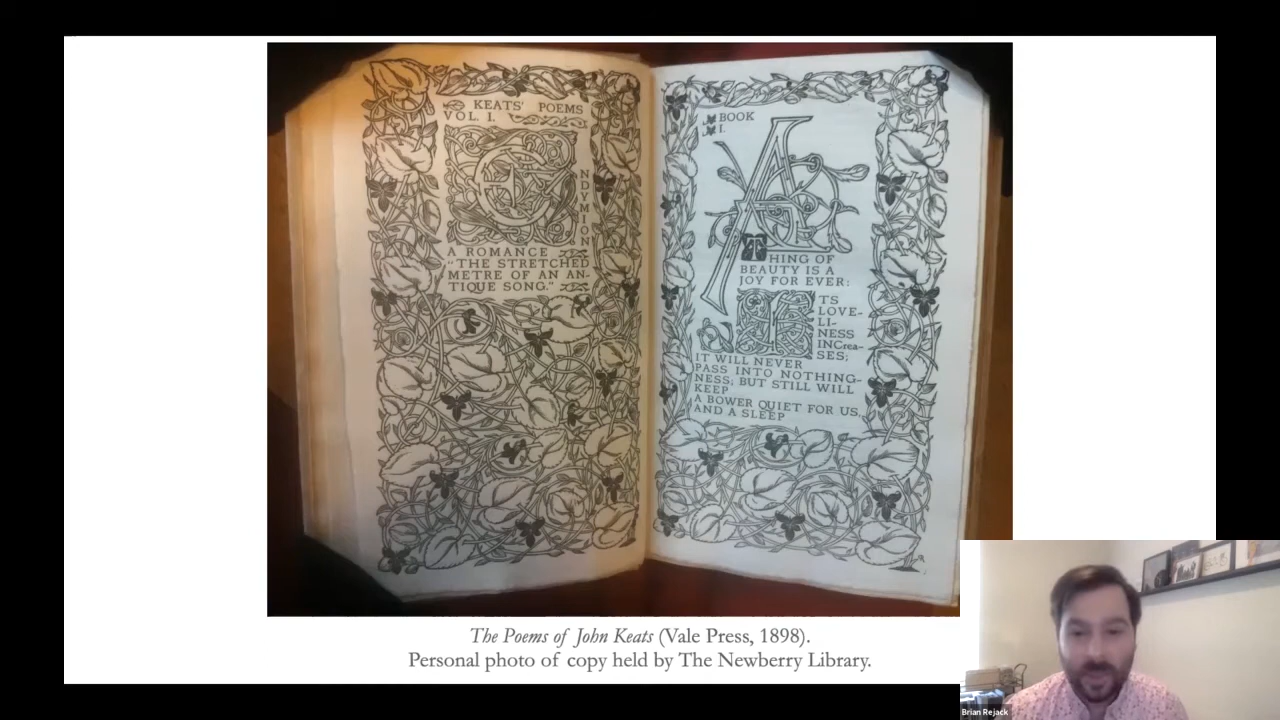 KEATS' POEMS
VOL. I.
ENDYMION
A ROMANCE
"THE STRETCHED
METRE OF AN AN-
TIQUE SONG."
BOOK
I.
A
THING OF
BEAUTY IS A
JOY FOR EVER:
ITS
LOVE-
LI-
NESS
INCrea-
SES;
IT WILL NEVER
PASS INTO NOTHING-
NESS; BUT STILL WILL
KEEP
A BOWER QUIET FOR US,
AND A SLEEP
The Poems of John Keats (Vale Press, 1898).
Personal photo of copy held by The Newberry Library.
Brian Rejack